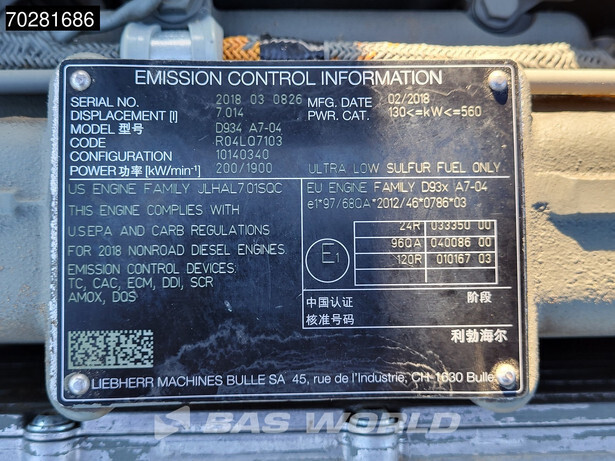 70281686
EMISSION CONTROL INFORMATION
SERIAL NO. 2018 03 0826 MFG. DATE 02/2018
DISPLACEMENT [l] 7.014 PWR. CAT. 130<=kW<=560
MODEL 型号 D934 A7-04
CODE R04LQ7103
CONFIGURATION 10140340
POWER 功率 [kW/min⁻¹] 200/1900 ULTRA LOW SULFUR FUEL ONLY
US ENGINE FAMILY JLHAL7.01SQC
THIS ENGINE COMPLIES WITH
U.S.EPA AND CARB REGULATIONS
FOR 2018 NONROAD DIESEL ENGINES.
EMISSION CONTROL DEVICES:
TC, CAC, ECM, DDI, SCR
AMOX, DOS
EU ENGINE FAMILY D93x A7-04
e1*97/68QA*2012/46*0786*03
E1
24R 033350 00
96QA 040086 00
120R 010167 03
中国认证 阶段
核准号码
利勃海尔
LIEBHERR MACHINES BULLE SA 45, rue de l'Industrie, CH-1630 Bulle
BAS WORLD